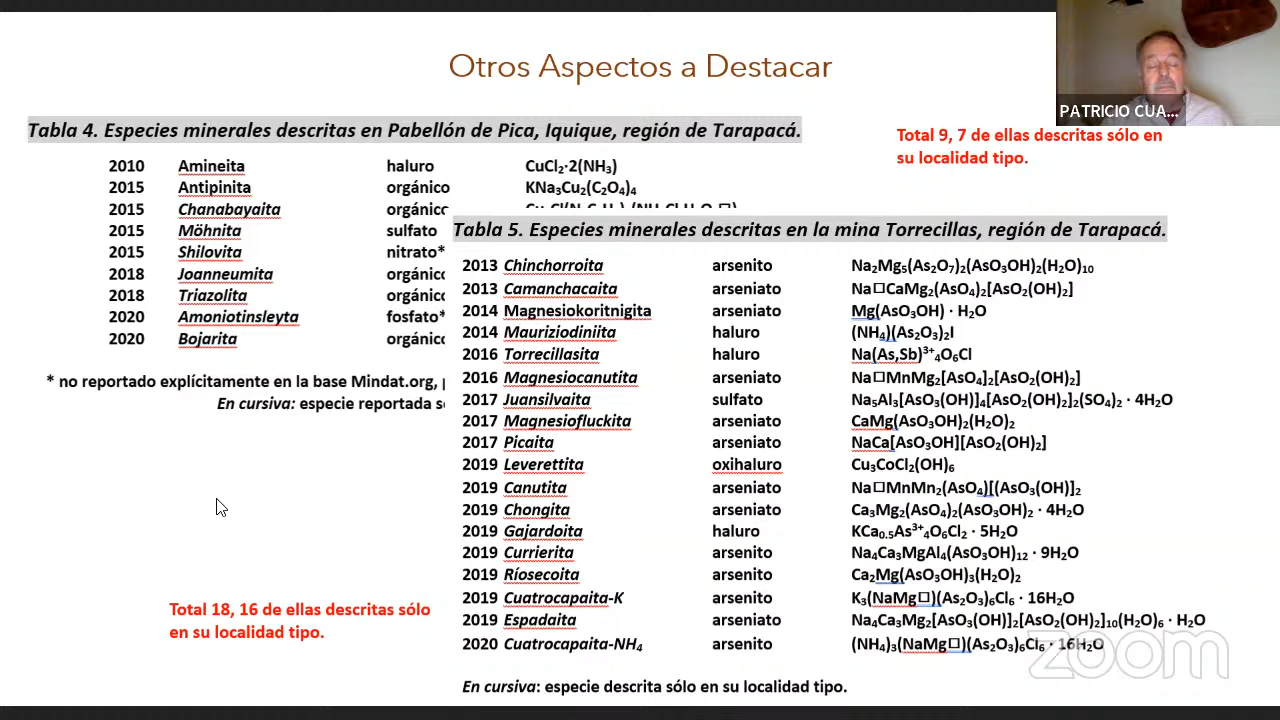 Otros Aspectos a Destacar
PATRICIO CUA...
Tabla 4. Especies minerales descritas en Pabellón de Pica, Iquique, región de Tarapacá.
Total 9, 7 de ellas descritas sólo en
su localidad tipo.
2010 Amineita haluro CuCl₂·2(NH₃)
2015 Antipinita orgánico KNa₃Cu₂(C₂O₄)₄
2015 Chanabayaita orgánico
2015 Möhnita sulfato
2015 Shilovita nitrato*
2018 Joanneumita orgánico
2018 Triazolita orgánico
2020 Amoniotinsleyta fosfato*
2020 Bojarita orgánico
* no reportado explícitamente en la base Mindat.org,
En cursiva: especie reportada
Tabla 5. Especies minerales descritas en la mina Torrecillas, región de Tarapacá.
2013 Chinchorroita arsenito Na₂Mg₅(As₂O₇)₂(AsO₃OH)₂(H₂O)₁₀
2013 Camanchacaita arseniato Na□CaMg₂(AsO₄)₂[AsO₂(OH)₂]
2014 Magnesiokoritnigita arseniato Mg(AsO₃OH) · H₂O
2014 Mauriziodiniita haluro (NH₄)(As₂O₃)₂I
2016 Torrecillasita haluro Na(As,Sb)³⁺₄O₆Cl
2016 Magnesiocanutita arseniato Na□MnMg₂[AsO₄]₂[AsO₂(OH)₂]
2017 Juansilvaita sulfato Na₅Al₃[AsO₃(OH)]₄[AsO₂(OH)₂]₂(SO₄)₂ · 4H₂O
2017 Magnesiofluckita arseniato CaMg(AsO₃OH)₂(H₂O)₂
2017 Picaita arseniato NaCa[AsO₃OH][AsO₂(OH)₂]
2019 Leverettita oxihaluro Cu₃CoCl₂(OH)₆
2019 Canutita arseniato Na□MnMn₂(AsO₄)[(AsO₃(OH)]₂
2019 Chongita arseniato Ca₃Mg₂(AsO₄)₂(AsO₃OH)₂ · 4H₂O
2019 Gajardoita haluro KCa₀.₅As³⁺₄O₆Cl₂ · 5H₂O
2019 Currierita arsenito Na₄Ca₃MgAl₄(AsO₃OH)₁₂ · 9H₂O
2019 Ríosecoita arsenito Ca₂Mg(AsO₃OH)₃(H₂O)₂
2019 Cuatrocapaita-K arsenito K₃(NaMg□)(As₂O₃)₆Cl₆ · 16H₂O
2019 Espadaita arseniato Na₄Ca₃Mg₂[AsO₃(OH)]₂[AsO₂(OH)₂]₁₀(H₂O)₆ · H₂O
2020 Cuatrocapaita-NH₄ arsenito (NH₄)₃(NaMg□)(As₂O₃)₆Cl₆ · 16H₂O
Total 18, 16 de ellas descritas sólo
en su localidad tipo.
En cursiva: especie descrita sólo en su localidad tipo.
zoom